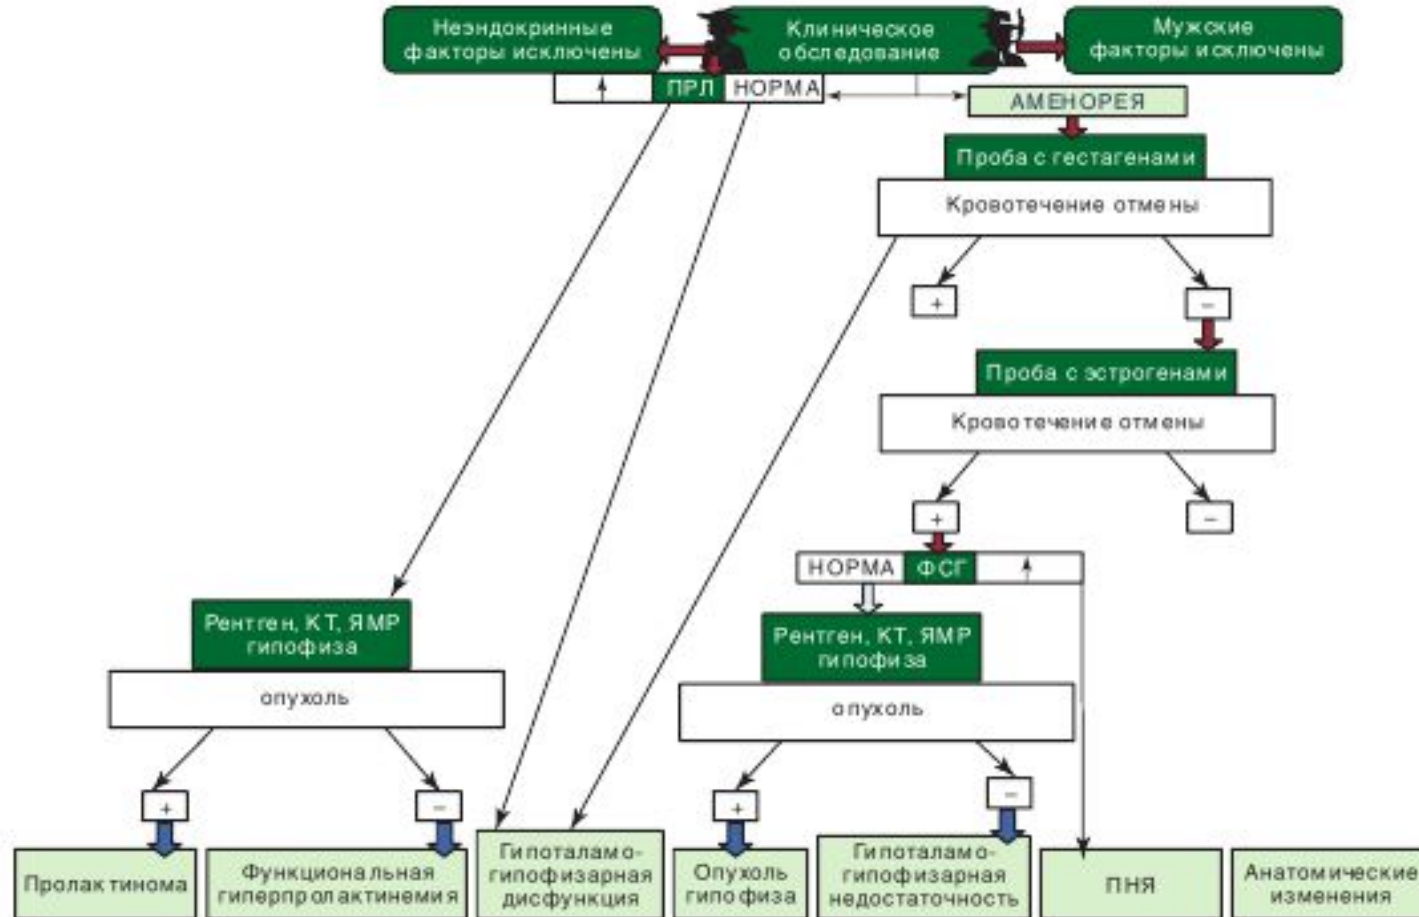 Неэндокринные
факторы исключены
Клиническое
обследование
Мужские
факторы исключены
↑ ПРЛ НОРМА
АМЕНОРЕЯ
Проба с гестагенами
Кровотечение отмены
+
–
Проба с эстрогенами
Кровотечение отмены
+
–
НОРМА ФСГ ↑
Рентген, КТ, ЯМР
гипофиза
опухоль
Рентген, КТ, ЯМР
гипофиза
опухоль
+
–
+
–
Пролактинома
Функциональная
гиперпролактинемия
Гипоталамо-
гипофизарная
дисфункция
Опухоль
гипофиза
Гипоталамо-
гипофизарная
недостаточность
ПНЯ
Анатомические
изменения